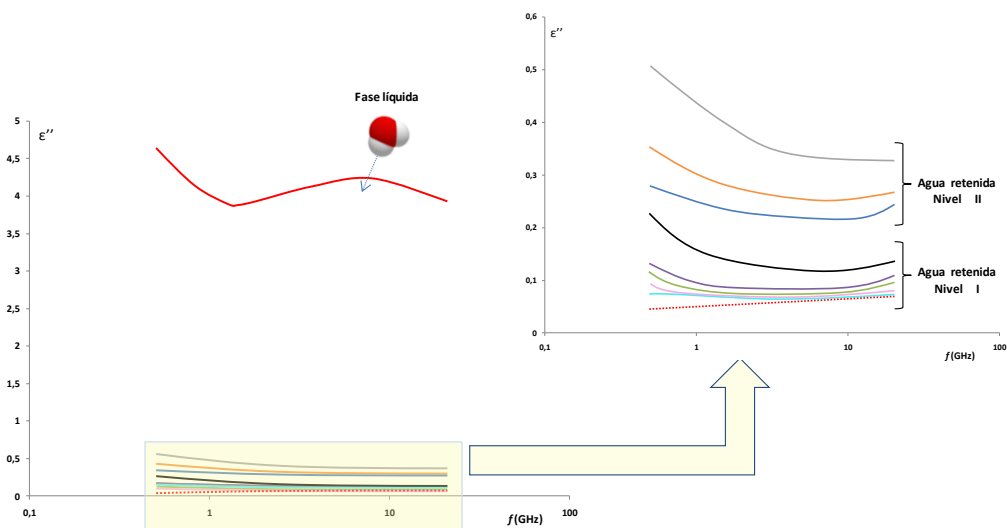 ε’’
5
4,5
4
3,5
3
2,5
2
1,5
1
0,5
0
0,1
1
10
100
f(GHz)
Fase líquida
0,6
ε’’
0,5
0,4
0,3
0,2
0,1
0
0,1
1
10
100
f(GHz)
Agua retenida
Nivel II
Agua retenida
Nivel I